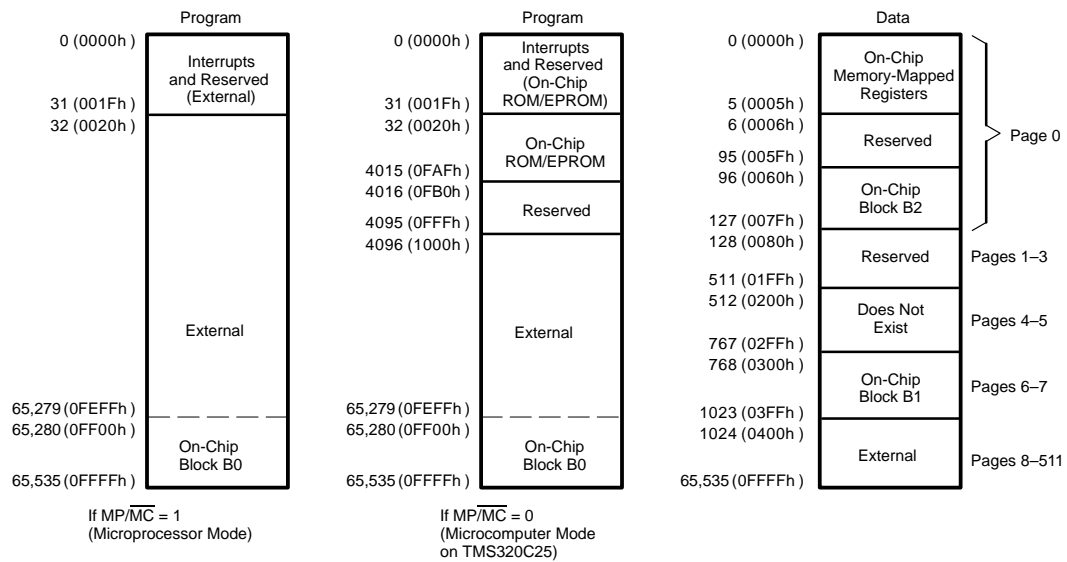 Program
0 (0000h)
Interrupts
and Reserved
(External)
31 (001Fh)
32 (0020h)
External
65,279 (0FEFFh)
65,280 (0FF00h)
On-Chip
Block B0
65,535 (0FFFFh)
If MP/MC = 1
(Microprocessor Mode)
Program
0 (0000h)
Interrupts
and Reserved
(On-Chip
ROM/EPROM)
31 (001Fh)
32 (0020h)
On-Chip
ROM/EPROM
4015 (0FAFh)
4016 (0FB0h)
Reserved
4095 (0FFFh)
4096 (1000h)
External
65,279 (0FEFFh)
65,280 (0FF00h)
On-Chip
Block B0
65,535 (0FFFFh)
If MP/MC = 0
(Microcomputer Mode
on TMS320C25)
Data
0 (0000h)
On-Chip
Memory-Mapped
Registers
5 (0005h)
6 (0006h)
Reserved
95 (005Fh)
96 (0060h)
On-Chip
Block B2
127 (007Fh)
Page 0
128 (0080h)
Reserved
Pages 1–3
511 (01FFh)
512 (0200h)
Does Not
Exist
Pages 4–5
767 (02FFh)
768 (0300h)
On-Chip
Block B1
Pages 6–7
1023 (03FFh)
1024 (0400h)
External
Pages 8–511
65,535 (0FFFFh)